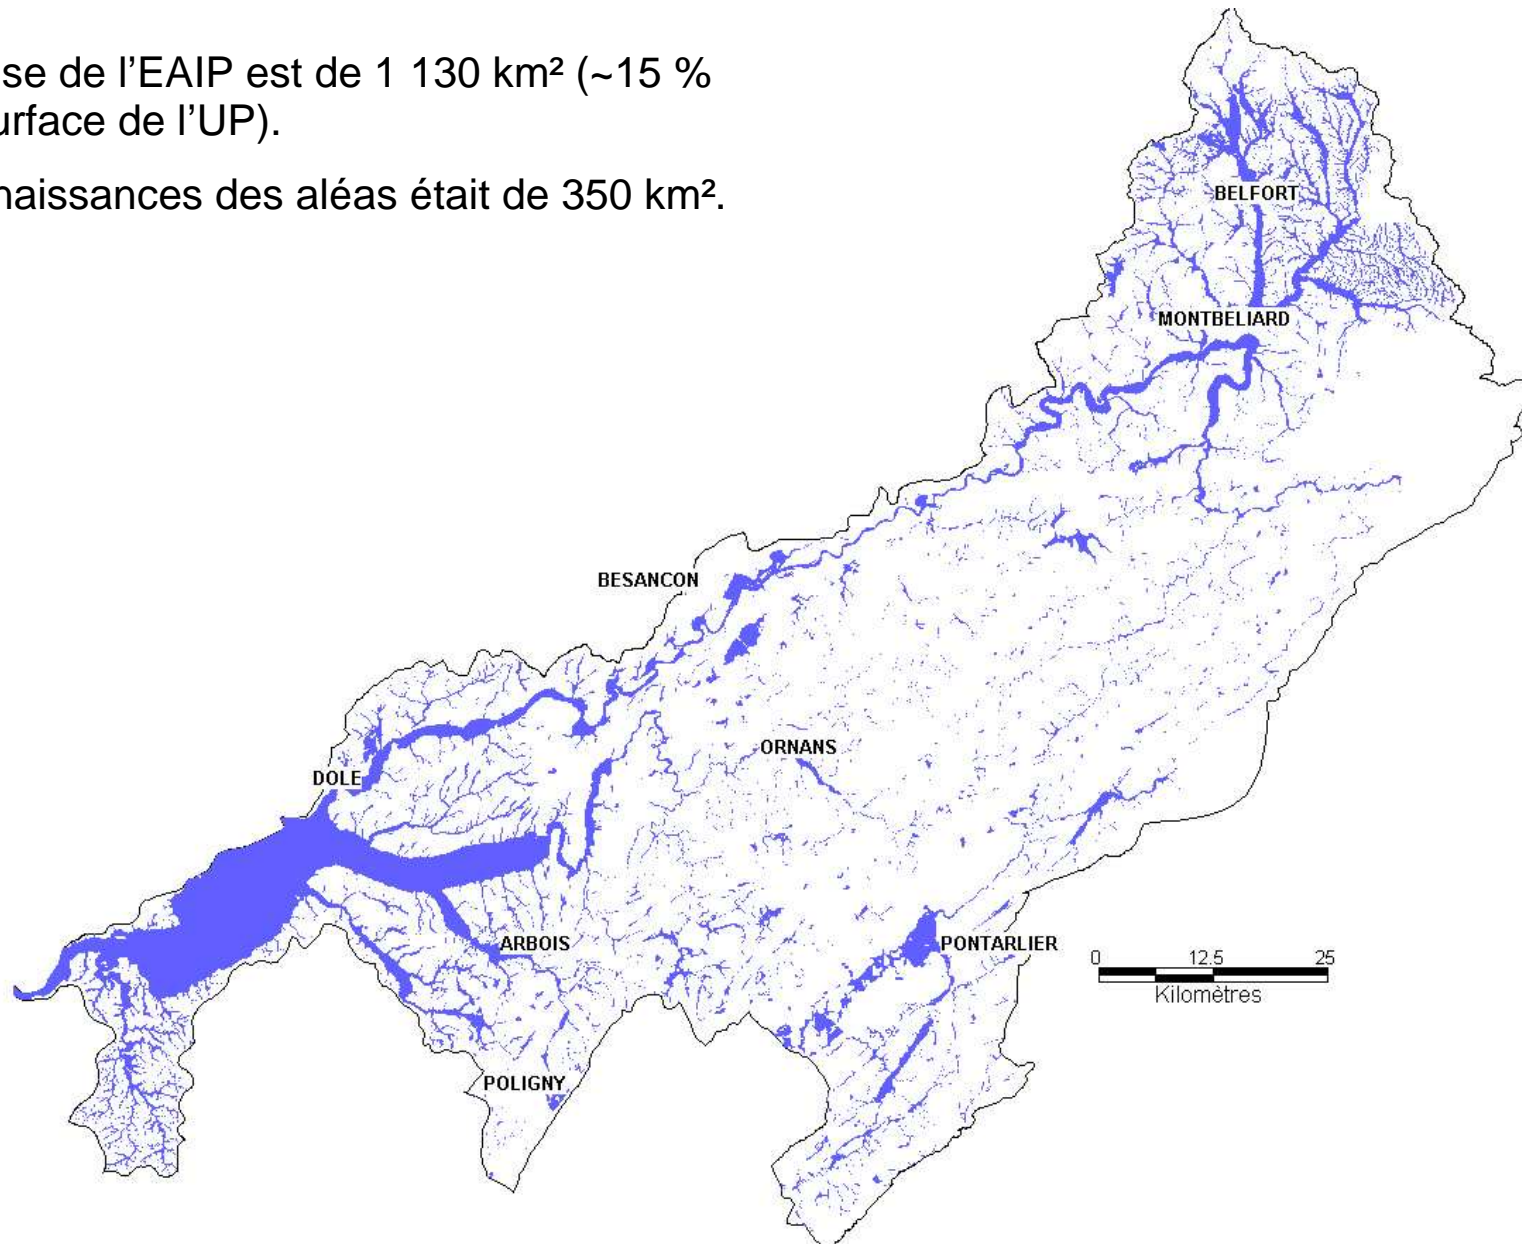 se de l’EAIP est de 1 130 km² (~15 %
urface de l’UP).
naissances des aléas était de 350 km².
BELFORT
MONTBELIARD
BESANCON
ORNANS
DOLE
ARBOIS
PONTARLIER
0 12.5 25
Kilomètres
POLIGNY